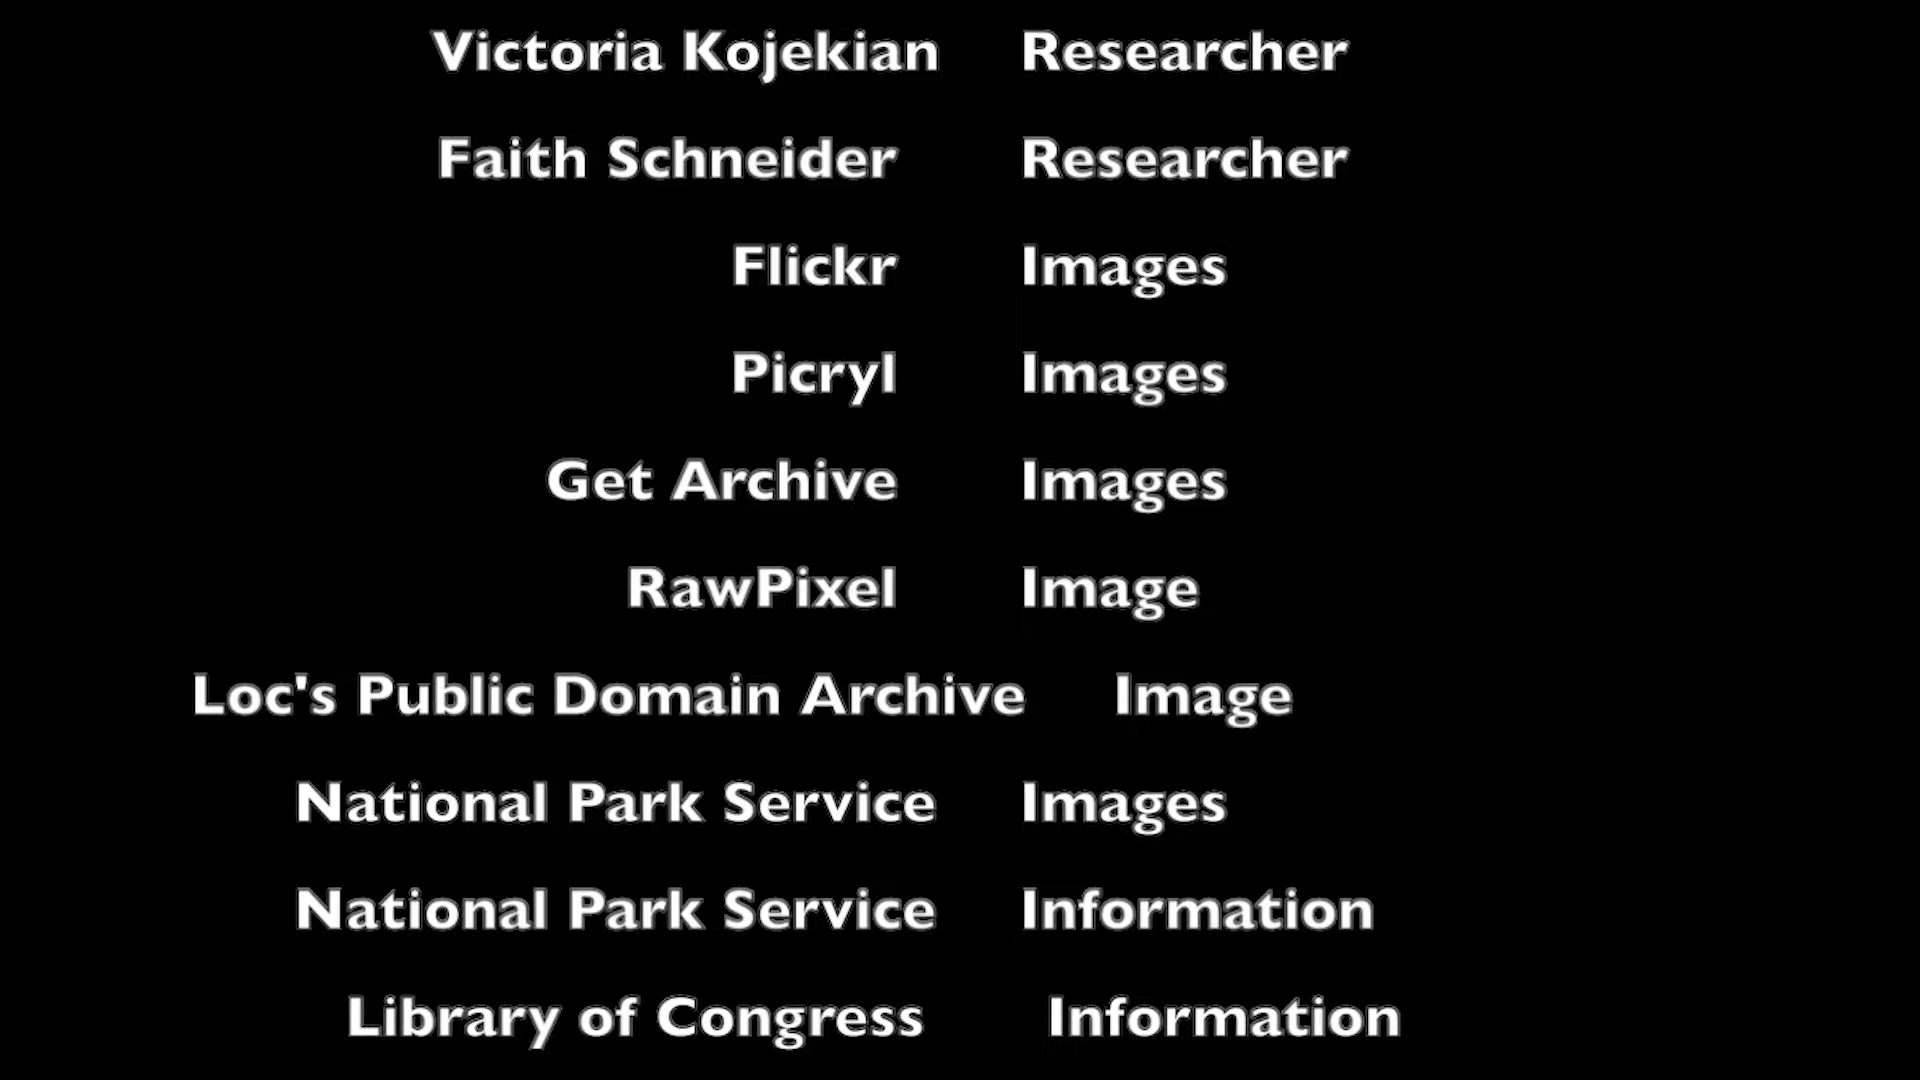 Victoria Kojekian Researcher
Faith Schneider Researcher
Flickr Images
Picryl Images
Get Archive Images
RawPixel Image
Loc's Public Domain Archive Image
National Park Service Images
National Park Service Information
Library of Congress Information